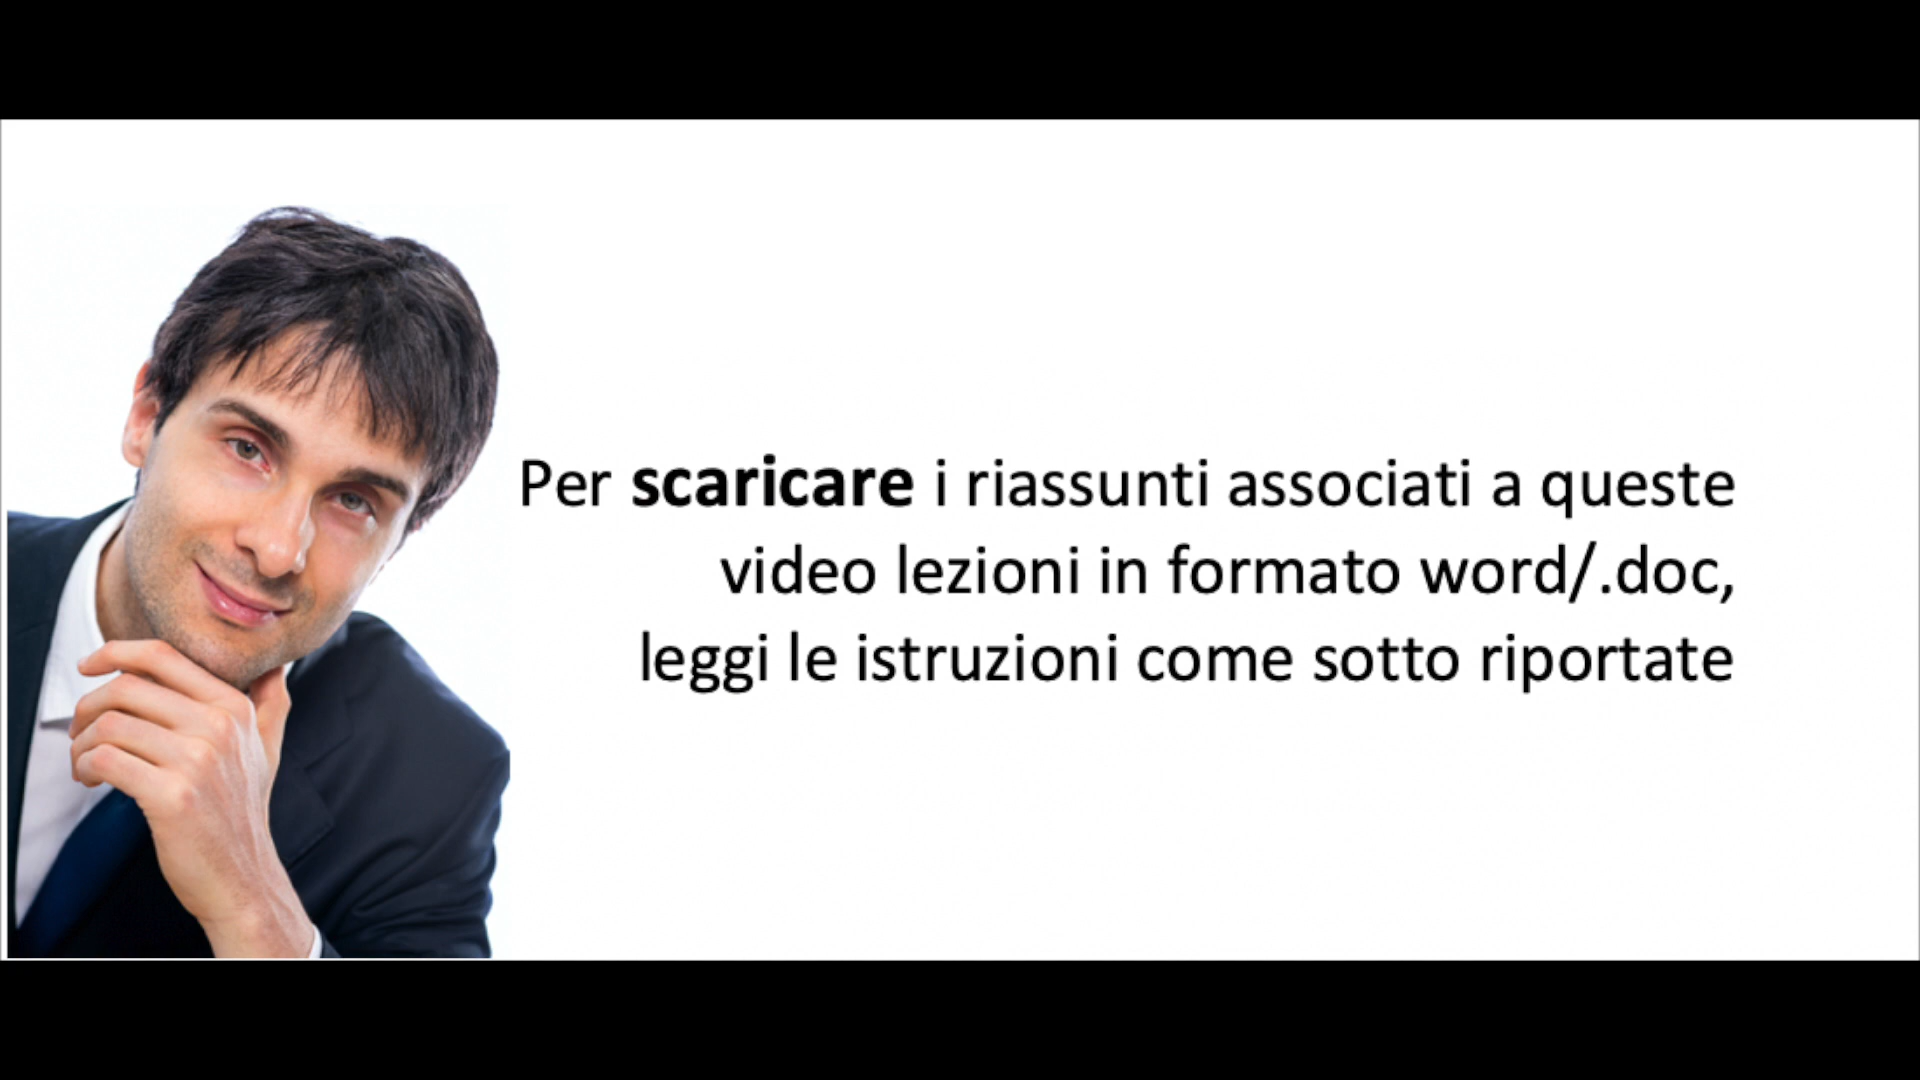 Per scaricare i riassunti associati a queste
video lezioni in formato word/.doc,
leggi le istruzioni come sotto riportate